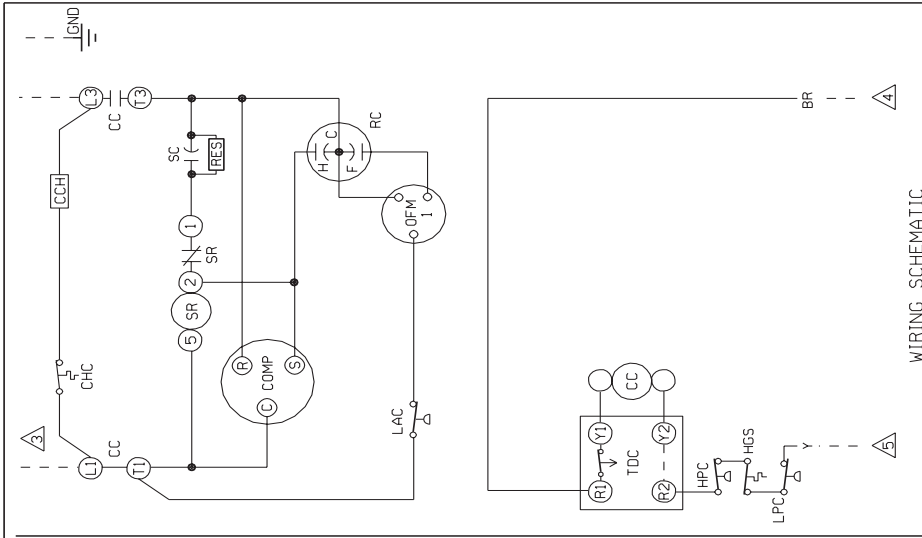 GND
L3
CC
T3
CCH
SC
RES
1
SR
2
SR
5
H
C
F
RC
OFM
1
R
S
C
COMP
CHC
3
L1
CC
T1
LAC
BR
4
CC
Y1
Y2
TDC
R1
R2
HPC
HGS
LPC
Y
5
WIRING SCHEMATIC